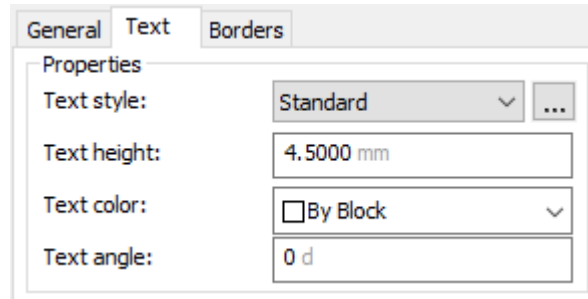 General Text Borders
Properties
Text style: Standard ...
Text height: 4.5000 mm
Text color: By Block
Text angle: 0 d